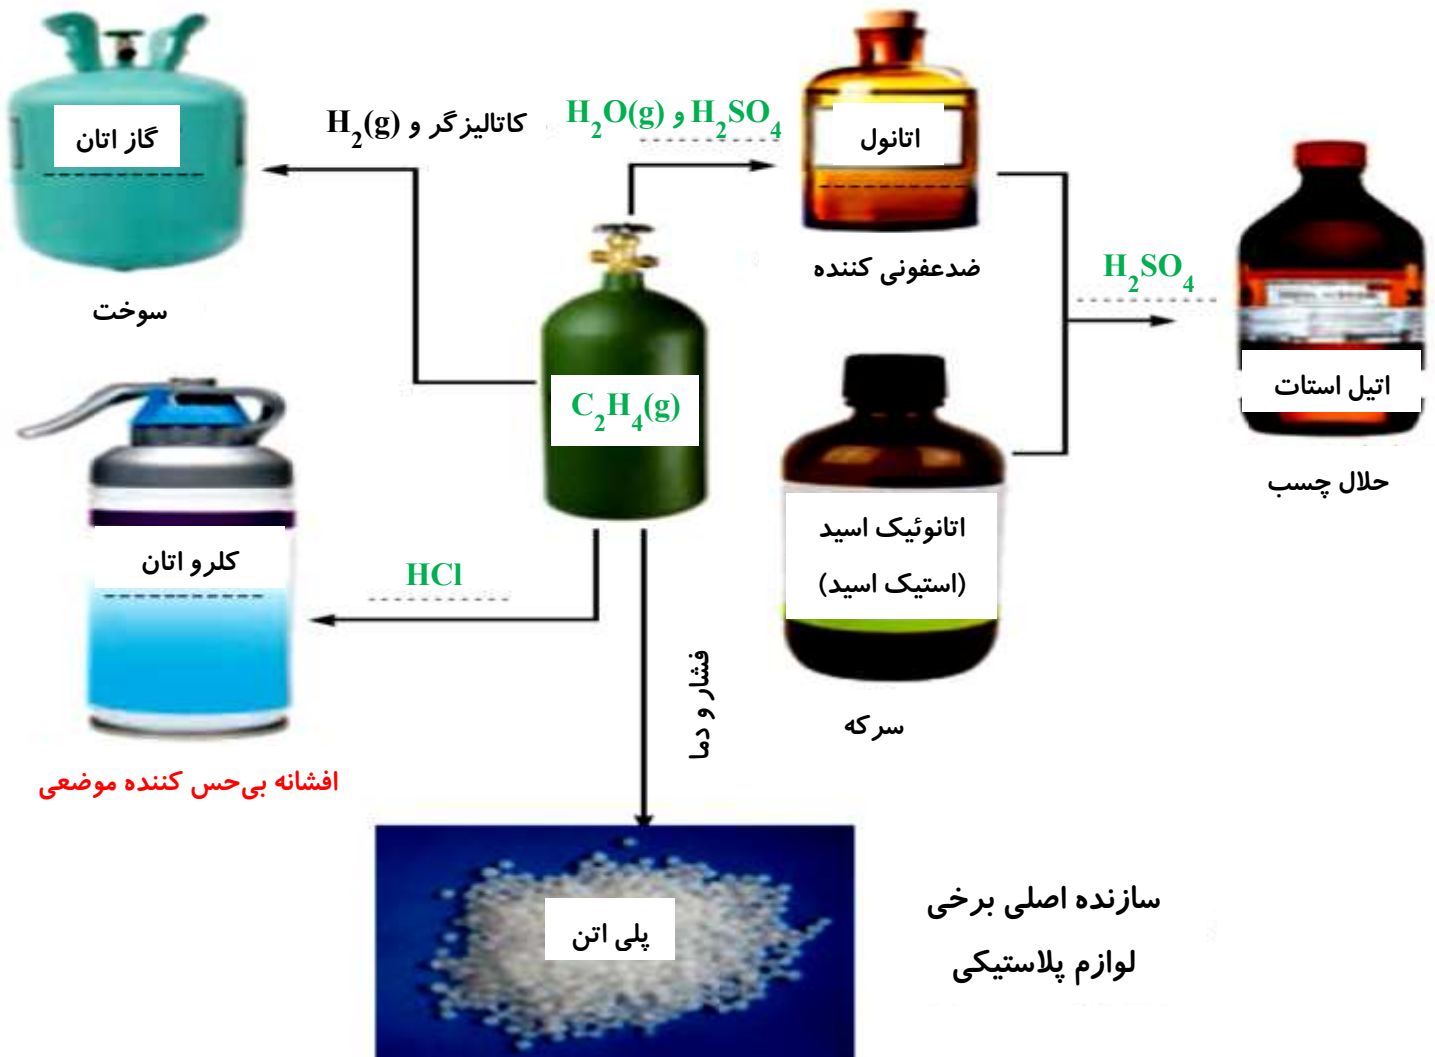 گاز اتان
سوخت
کاتالیزگر و H₂(g)
H₂O(g) و H₂SO₄
اتانول
ضدعفونی کننده
H₂SO₄
اتیل استات
حلال چسب
C₂H₄(g)
اتانوئیک اسید
(استیک اسید)
سرکه
کلرو اتان
افشانه بی‌حس کننده موضعی
HCl
فشار و دما
پلی اتن
سازنده اصلی برخی
لوازم پلاستیکی